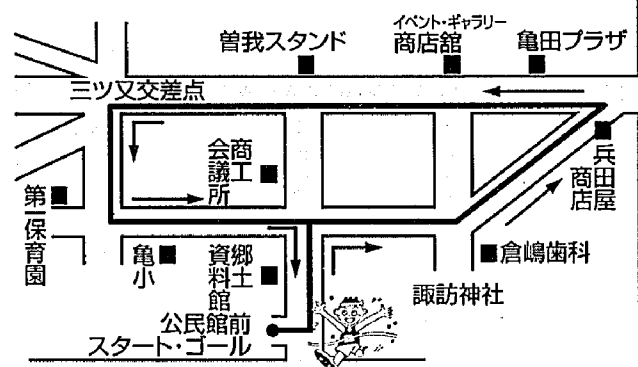 イベント・ギャラリー
曽我スタンド
商店舘
亀田プラザ
三ツ又交差点
商工
会議所
兵田屋
商店
第一保育園
亀小
郷土
資料館
倉嶋歯科
諏訪神社
公民館前
スタート・ゴール